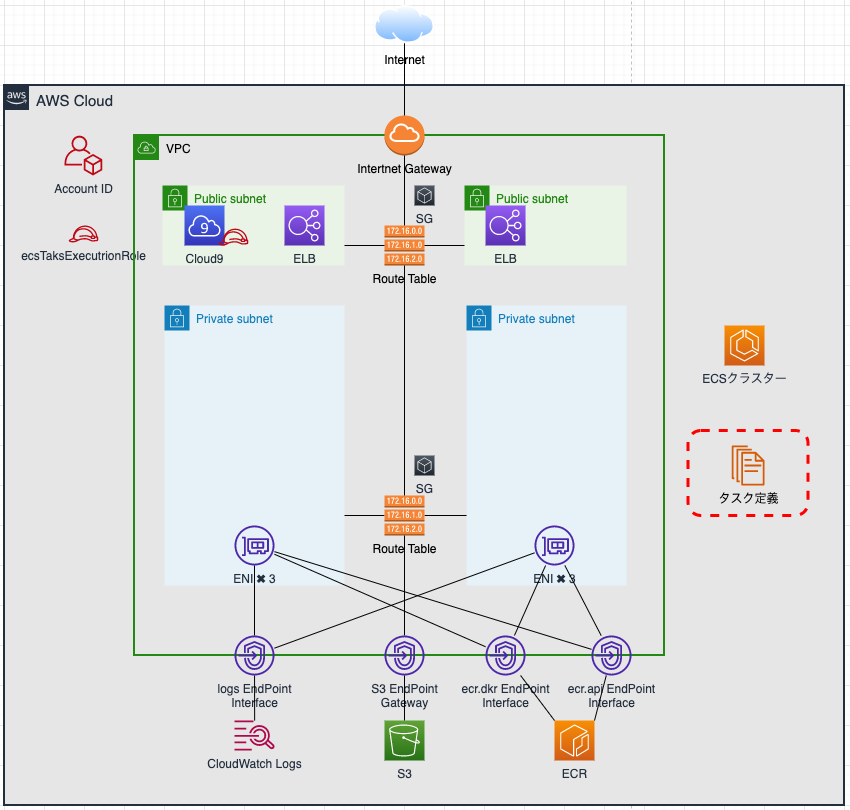 Internet
aws
AWS Cloud
VPC
Account ID
Intertnet Gateway
Public subnet
Public subnet
SG
9
172.16.0.0
172.16.1.0
172.16.2.0
ecsTaksExecutrionRole
Cloud9
ELB
ELB
Route Table
Private subnet
Private subnet
ECSクラスター
SG
タスク定義
172.16.0.0
172.16.1.0
172.16.2.0
Route Table
ENI ✖ 3
ENI ✖ 3
logs EndPoint
Interface
S3 EndPoint
Gateway
ecr.dkr EndPoint
Interface
ecr.api EndPoint
Interface
CloudWatch Logs
S3
ECR